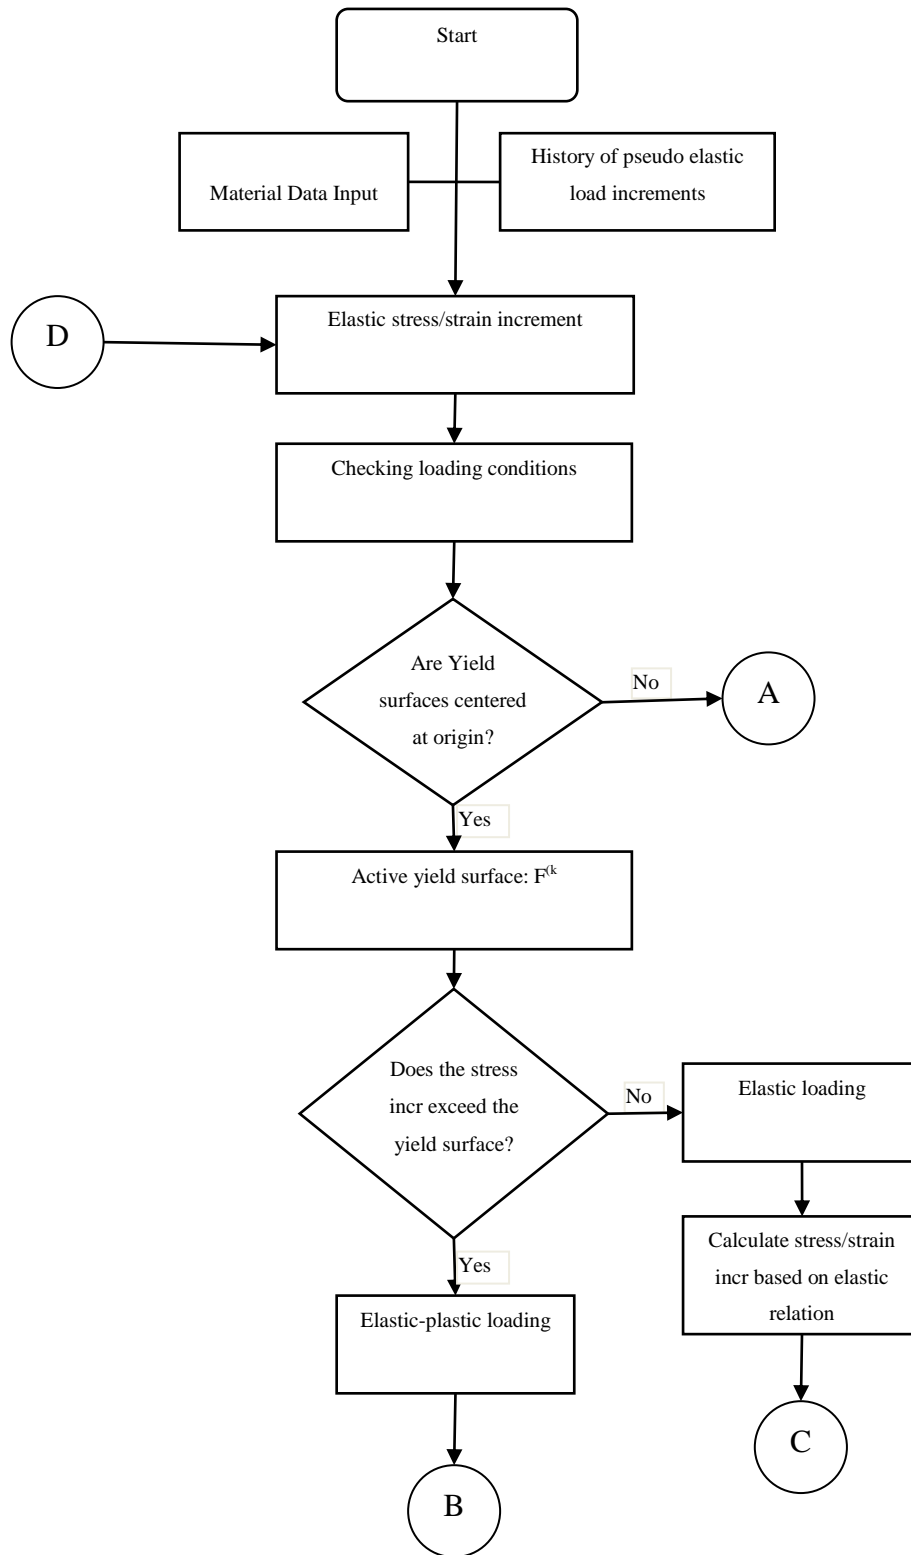 Start
Material Data Input
History of pseudo elastic
load increments
D
Elastic stress/strain increment
Checking loading conditions
Are Yield
surfaces centered
at origin?
No
A
Yes
Active yield surface: F(k
Does the stress
incr exceed the
yield surface?
No
Elastic loading
Calculate stress/strain
incr based on elastic
relation
C
Yes
Elastic-plastic loading
B